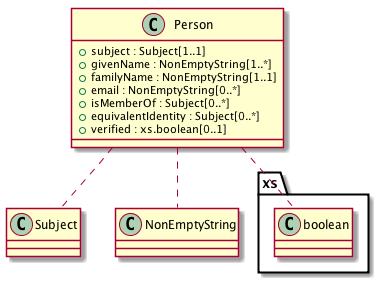 C Person
subject : Subject[1..1]
givenName : NonEmptyString[1..*]
familyName : NonEmptyString[1..1]
email : NonEmptyString[0..*]
isMemberOf : Subject[0..*]
equivalentIdentity : Subject[0..*]
verified : xs.boolean[0..1]
xs
C Subject
C NonEmptyString
C boolean